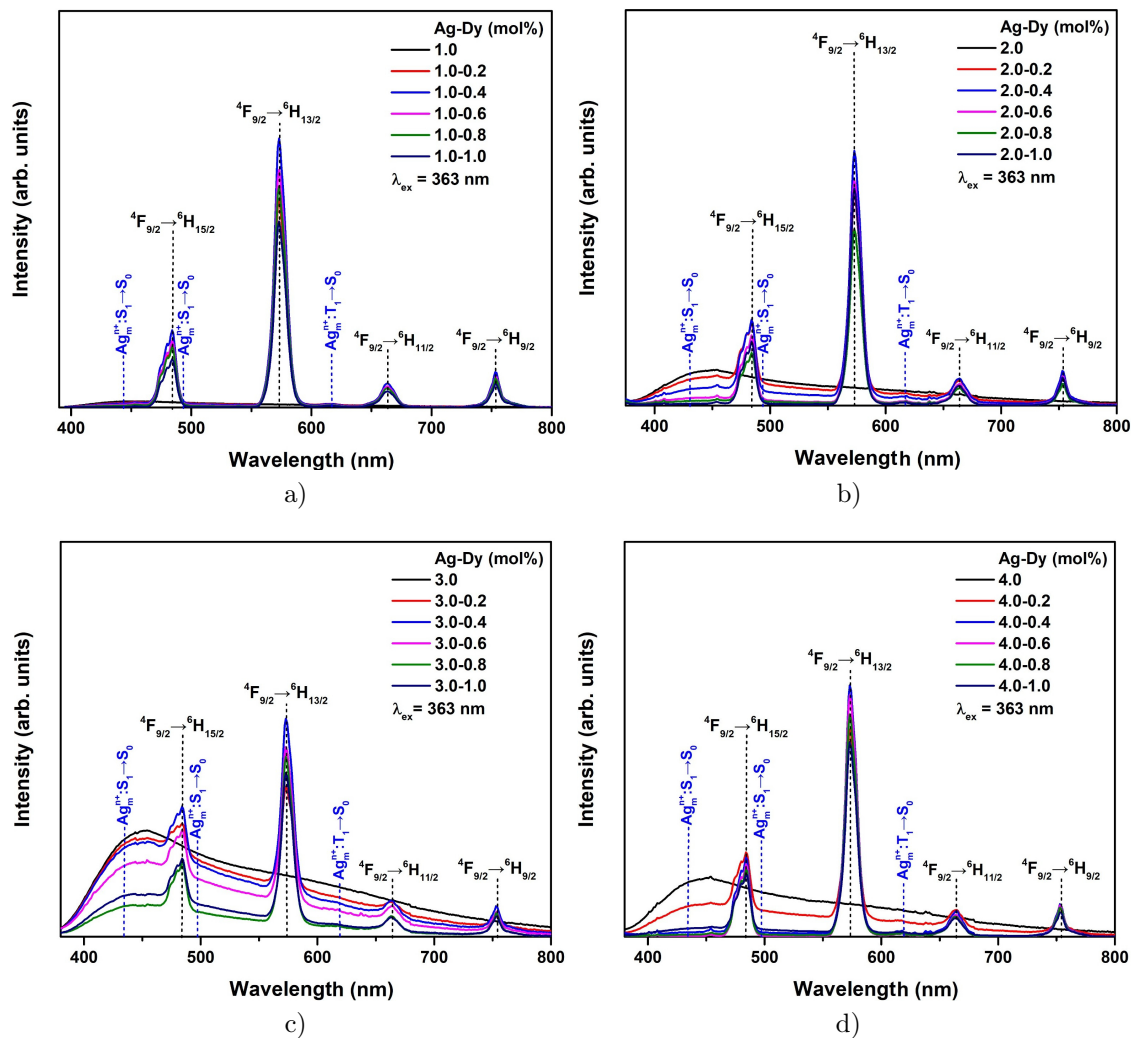 Ag-Dy (mol%)
1.0
1.0-0.2
1.0-0.4
1.0-0.6
1.0-0.8
1.0-1.0
λex = 363 nm
4F9/2→6H13/2
4F9/2→6H15/2
Agmn+:S1→S0
Agmn+:S1→S0
Agmn+:T1→S0
4F9/2→6H11/2
4F9/2→6H9/2
Intensity (arb. units)
400 500 600 700 800
Wavelength (nm)
a)
Ag-Dy (mol%)
2.0
2.0-0.2
2.0-0.4
2.0-0.6
2.0-0.8
2.0-1.0
λex = 363 nm
4F9/2→6H13/2
4F9/2→6H15/2
Agmn+:S1→S0
Agmn+:S1→S0
Agmn+:T1→S0
4F9/2→6H11/2
4F9/2→6H9/2
Intensity (arb. units)
400 500 600 700 800
Wavelength (nm)
b)
Ag-Dy (mol%)
3.0
3.0-0.2
3.0-0.4
3.0-0.6
3.0-0.8
3.0-1.0
λex = 363 nm
4F9/2→6H13/2
4F9/2→6H15/2
Agmn+:S1→S0
Agmn+:S1→S0
Agmn+:T1→S0
4F9/2→6H11/2
4F9/2→6H9/2
Intensity (arb. units)
400 500 600 700 800
Wavelength (nm)
c)
Ag-Dy (mol%)
4.0
4.0-0.2
4.0-0.4
4.0-0.6
4.0-0.8
4.0-1.0
λex = 363 nm
4F9/2→6H13/2
4F9/2→6H15/2
Agmn+:S1→S0
Agmn+:S1→S0
Agmn+:T1→S0
4F9/2→6H11/2
4F9/2→6H9/2
Intensity (arb. units)
400 500 600 700 800
Wavelength (nm)
d)